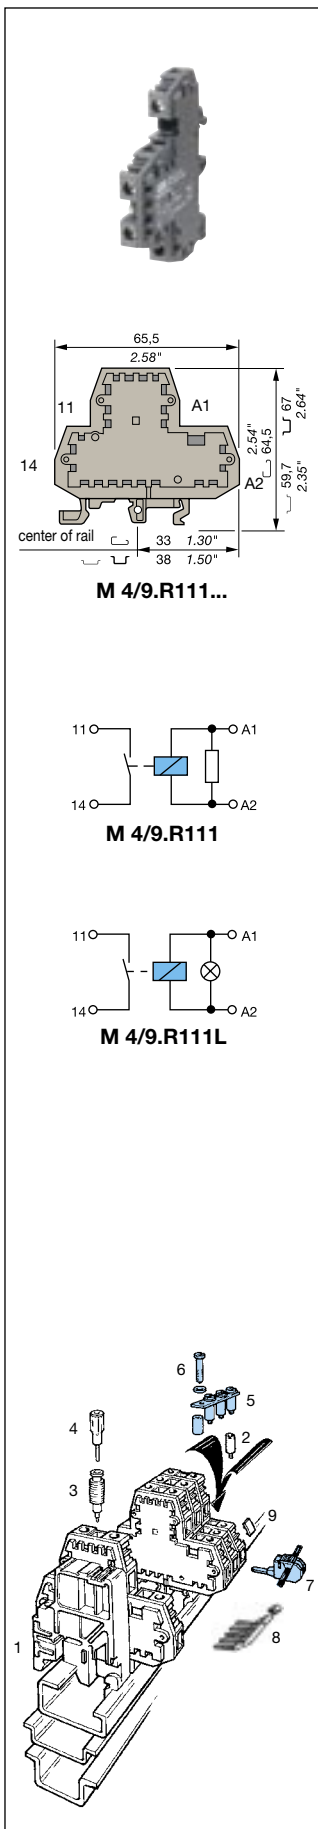 65,5
2.58"
11
A1
14
A2
67
2.64"
2.54"
64,5
59,7
2.35"
center of rail
33 1.30"
38 1.50"
M 4/9.R111...
11
A1
14
A2
M 4/9.R111
11
A1
14
A2
M 4/9.R111L
6
5
4
2
3
9
7
1
8